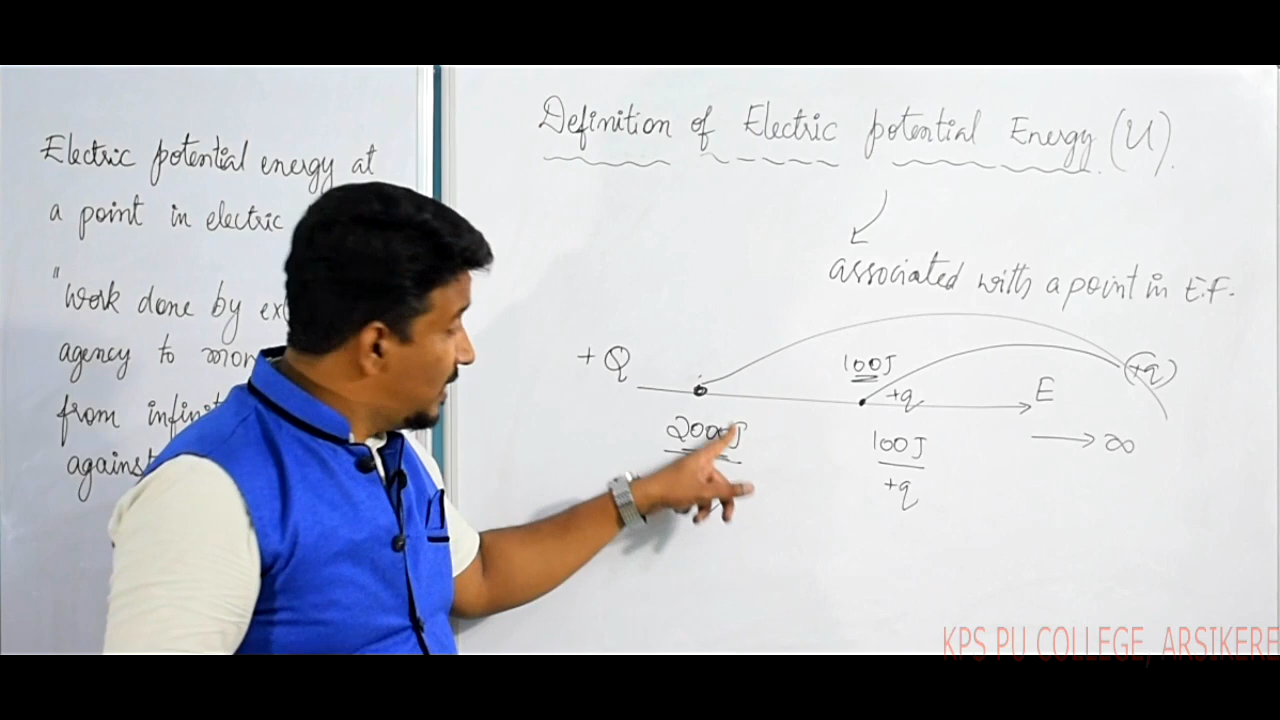 Electric potential energy at
a point in electric
"Work done by ex
agency to mo
from infin
against
Definition of Electric potential Energy (U).
associated with a point in E.F.
+Q
100J
+q
(+q)
E
200J
100J
+q
→ ∞
KPS PU COLLEGE, ARSIKERE